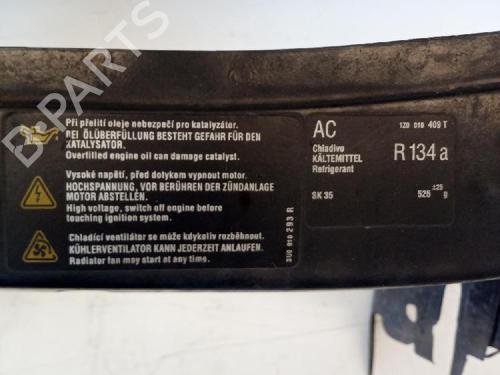 Při přelití oleje nebezpečí pro katalyzátor.
BEI ÖLÜBERFÜLLUNG BESTEHT GEFAHR FÜR DEN
KATALYSATOR.
Overfilled engine oil can damage catalyst.
Vysoké napětí, před dotykem vypnout motor.
HOCHSPANNUNG, VOR BERÜHREN DER ZÜNDANLAGE
MOTOR ABSTELLEN.
High voltage, switch off engine before
touching ignition system.
Chladící ventilátor se může kdykoliv rozběhnout.
KÜHLERVENTILATOR KANN JEDERZEIT ANLAUFEN.
Radiator fan may start at any time.
3U0 010 293 R
AC 1Z0 010 409 T
Chladivo
KÄLTEMITTEL R 134 a
Refrigerant
SK 35 525 ±25 g
B-PARTS